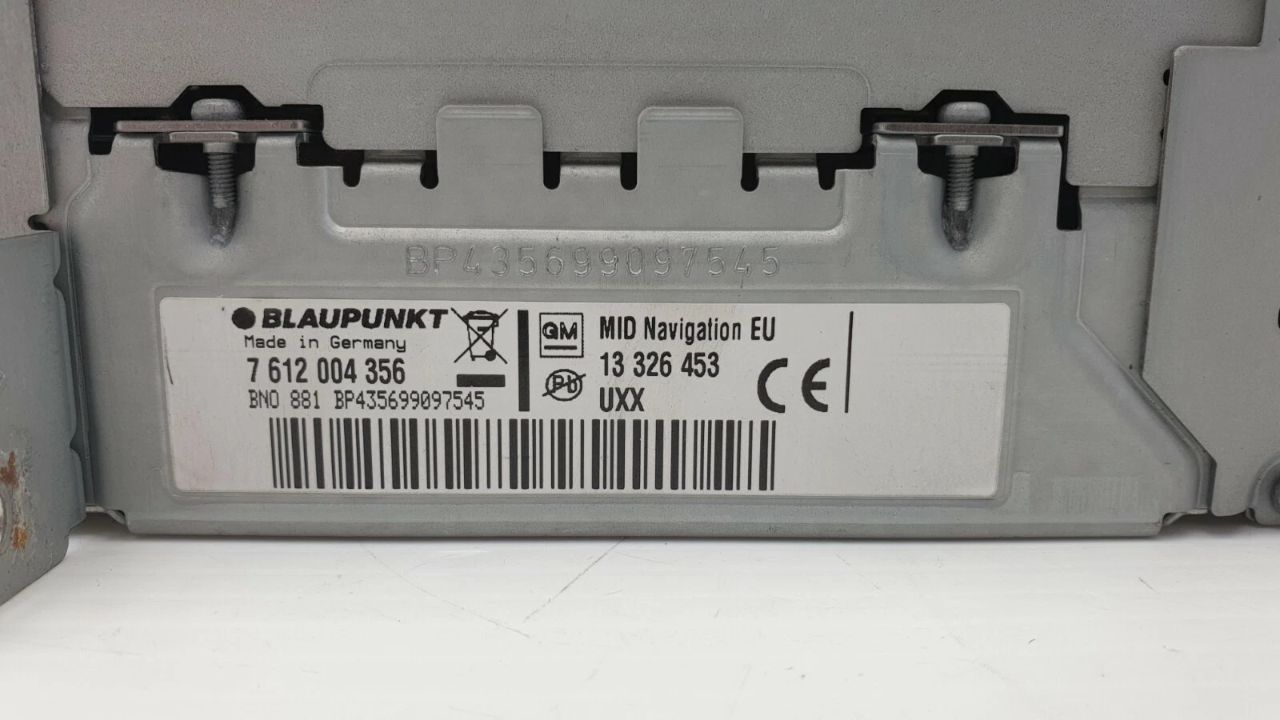 BP435699097545
BLAUPUNKT
Made in Germany
7 612 004 356
BNO 881 BP435699097545
GM
Pb
MID Navigation EU
13 326 453
UXX
CE